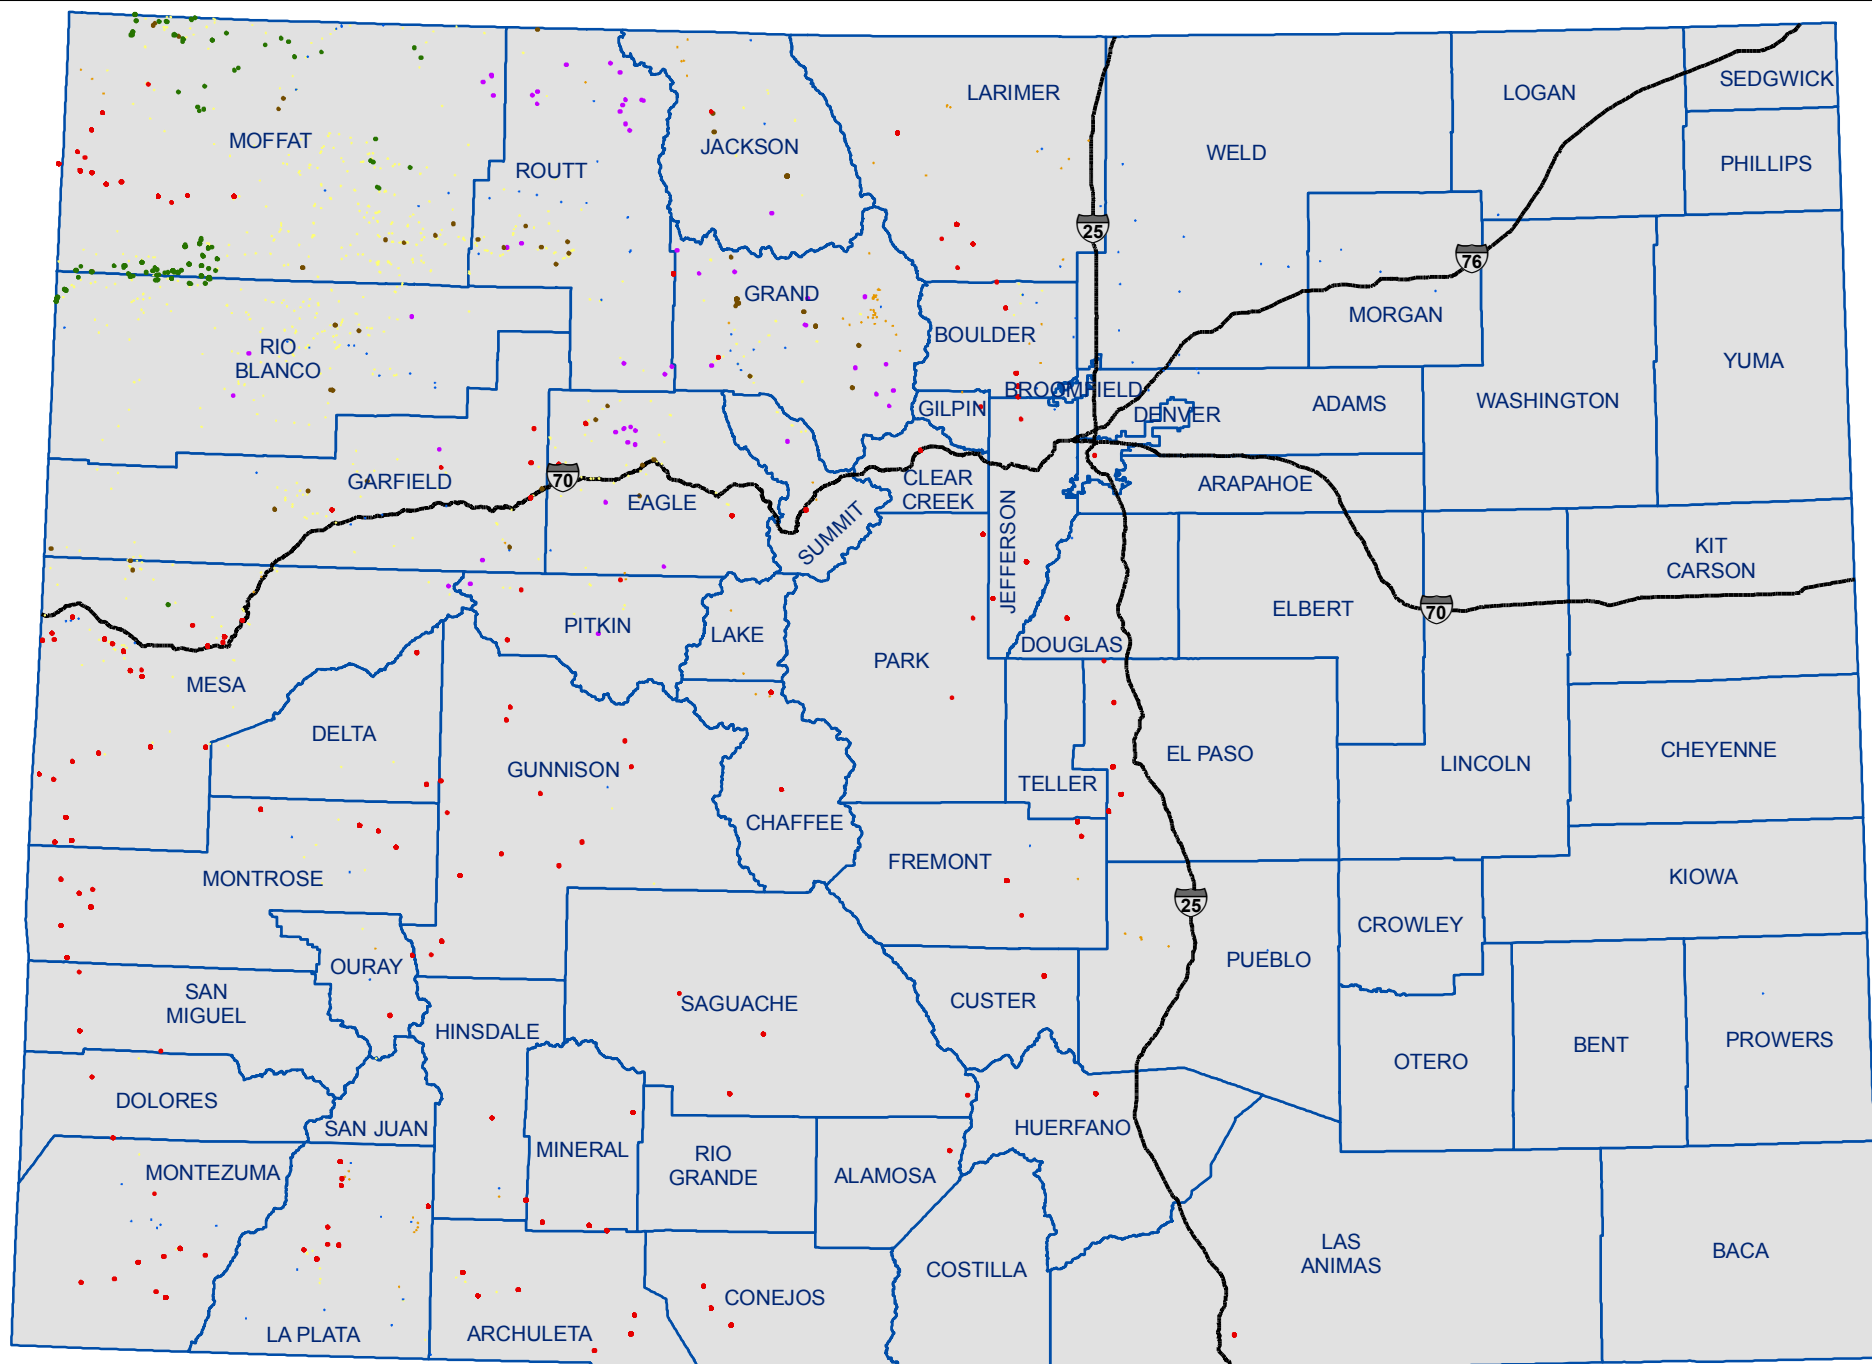 SEDGWICK
LARIMER
LOGAN
MOFFAT
JACKSON
WELD
PHILLIPS
ROUTT
25
76
GRAND
MORGAN
BOULDER
RIO
BLANCO
YUMA
BROOMFIELD
GILPIN
DENVER
ADAMS
WASHINGTON
GARFIELD
70
EAGLE
CLEAR
CREEK
ARAPAHOE
SUMMIT
JEFFERSON
KIT
CARSON
ELBERT
70
PITKIN
LAKE
DOUGLAS
PARK
MESA
DELTA
GUNNISON
EL PASO
CHEYENNE
LINCOLN
TELLER
CHAFFEE
FREMONT
MONTROSE
KIOWA
25
CROWLEY
OURAY
PUEBLO
SAN
MIGUEL
SAGUACHE
CUSTER
HINSDALE
PROWERS
BENT
OTERO
DOLORES
SAN JUAN
HUERFANO
MINERAL
RIO
GRANDE
MONTEZUMA
ALAMOSA
LAS
ANIMAS
BACA
COSTILLA
CONEJOS
LA PLATA
ARCHULETA